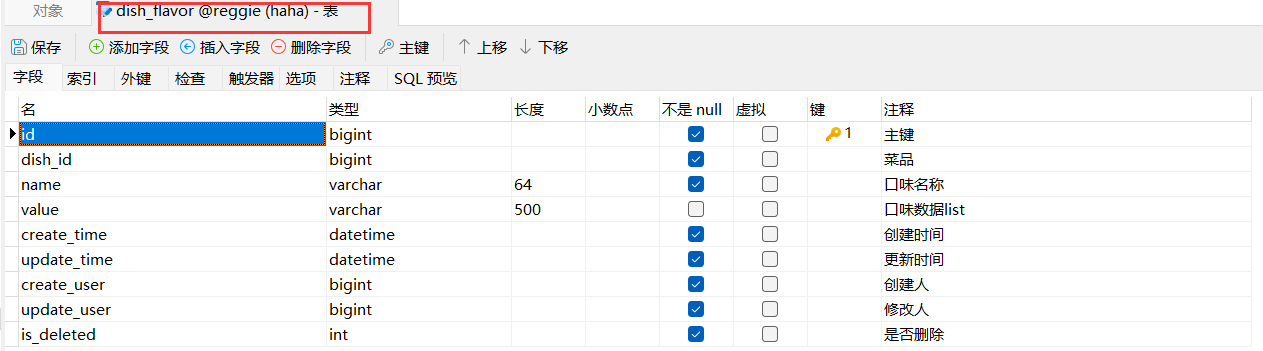 对象 dish_flavor @reggie (haha) - 表
保存 添加字段 插入字段 删除字段 主键 上移 下移
字段 索引 外键 检查 触发器 选项 注释 SQL 预览
名 类型 长度 小数点 不是 null 虚拟 键 注释
id bigint 1 主键
dish_id bigint 菜品
name varchar 64 口味名称
value varchar 500 口味数据list
create_time datetime 创建时间
update_time datetime 更新时间
create_user bigint 创建人
update_user bigint 修改人
is_deleted int 是否删除